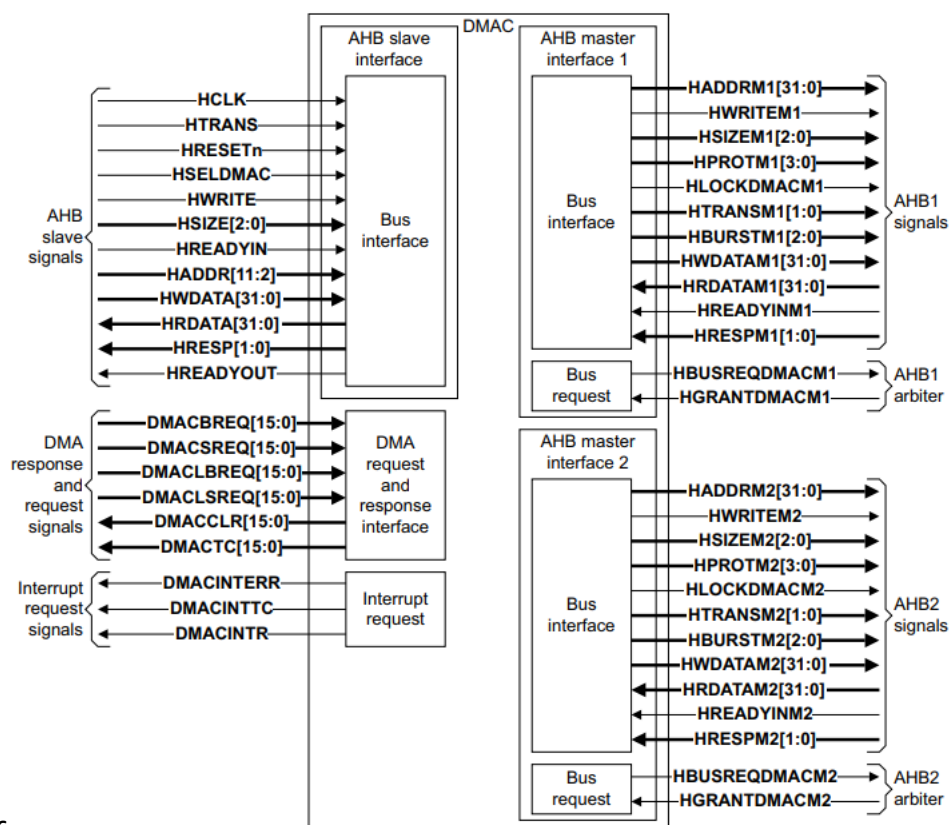 DMAC
AHB slave
interface
HCLK
HTRANS
HRESETn
HSELDMAC
HWRITE
HSIZE[2:0]
HREADYIN
HADDR[11:2]
HWDATA[31:0]
HRDATA[31:0]
HRESP[1:0]
HREADYOUT
AHB
slave
signals
Bus
interface
DMACBREQ[15:0]
DMACSREQ[15:0]
DMACLBREQ[15:0]
DMACLSREQ[15:0]
DMACCLR[15:0]
DMACTC[15:0]
DMA
response
and
request
signals
DMA
request
and
response
interface
DMACINTERR
DMACINTTC
DMACINTR
Interrupt
request
signals
Interrupt
request
AHB master
interface 1
Bus
interface
HADDRM1[31:0]
HWRITEM1
HSIZEM1[2:0]
HPROTM1[3:0]
HLOCKDMACM1
HTRANSM1[1:0]
HBURSTM1[2:0]
HWDATAM1[31:0]
HRDATAM1[31:0]
HREADYINM1
HRESPM1[1:0]
AHB1
signals
Bus
request
HBUSREQDMACM1
HGRANTDMACM1
AHB1
arbiter
AHB master
interface 2
Bus
interface
HADDRM2[31:0]
HWRITEM2
HSIZEM2[2:0]
HPROTM2[3:0]
HLOCKDMACM2
HTRANSM2[1:0]
HBURSTM2[2:0]
HWDATAM2[31:0]
HRDATAM2[31:0]
HREADYINM2
HRESPM2[1:0]
AHB2
signals
Bus
request
HBUSREQDMACM2
HGRANTDMACM2
AHB2
arbiter